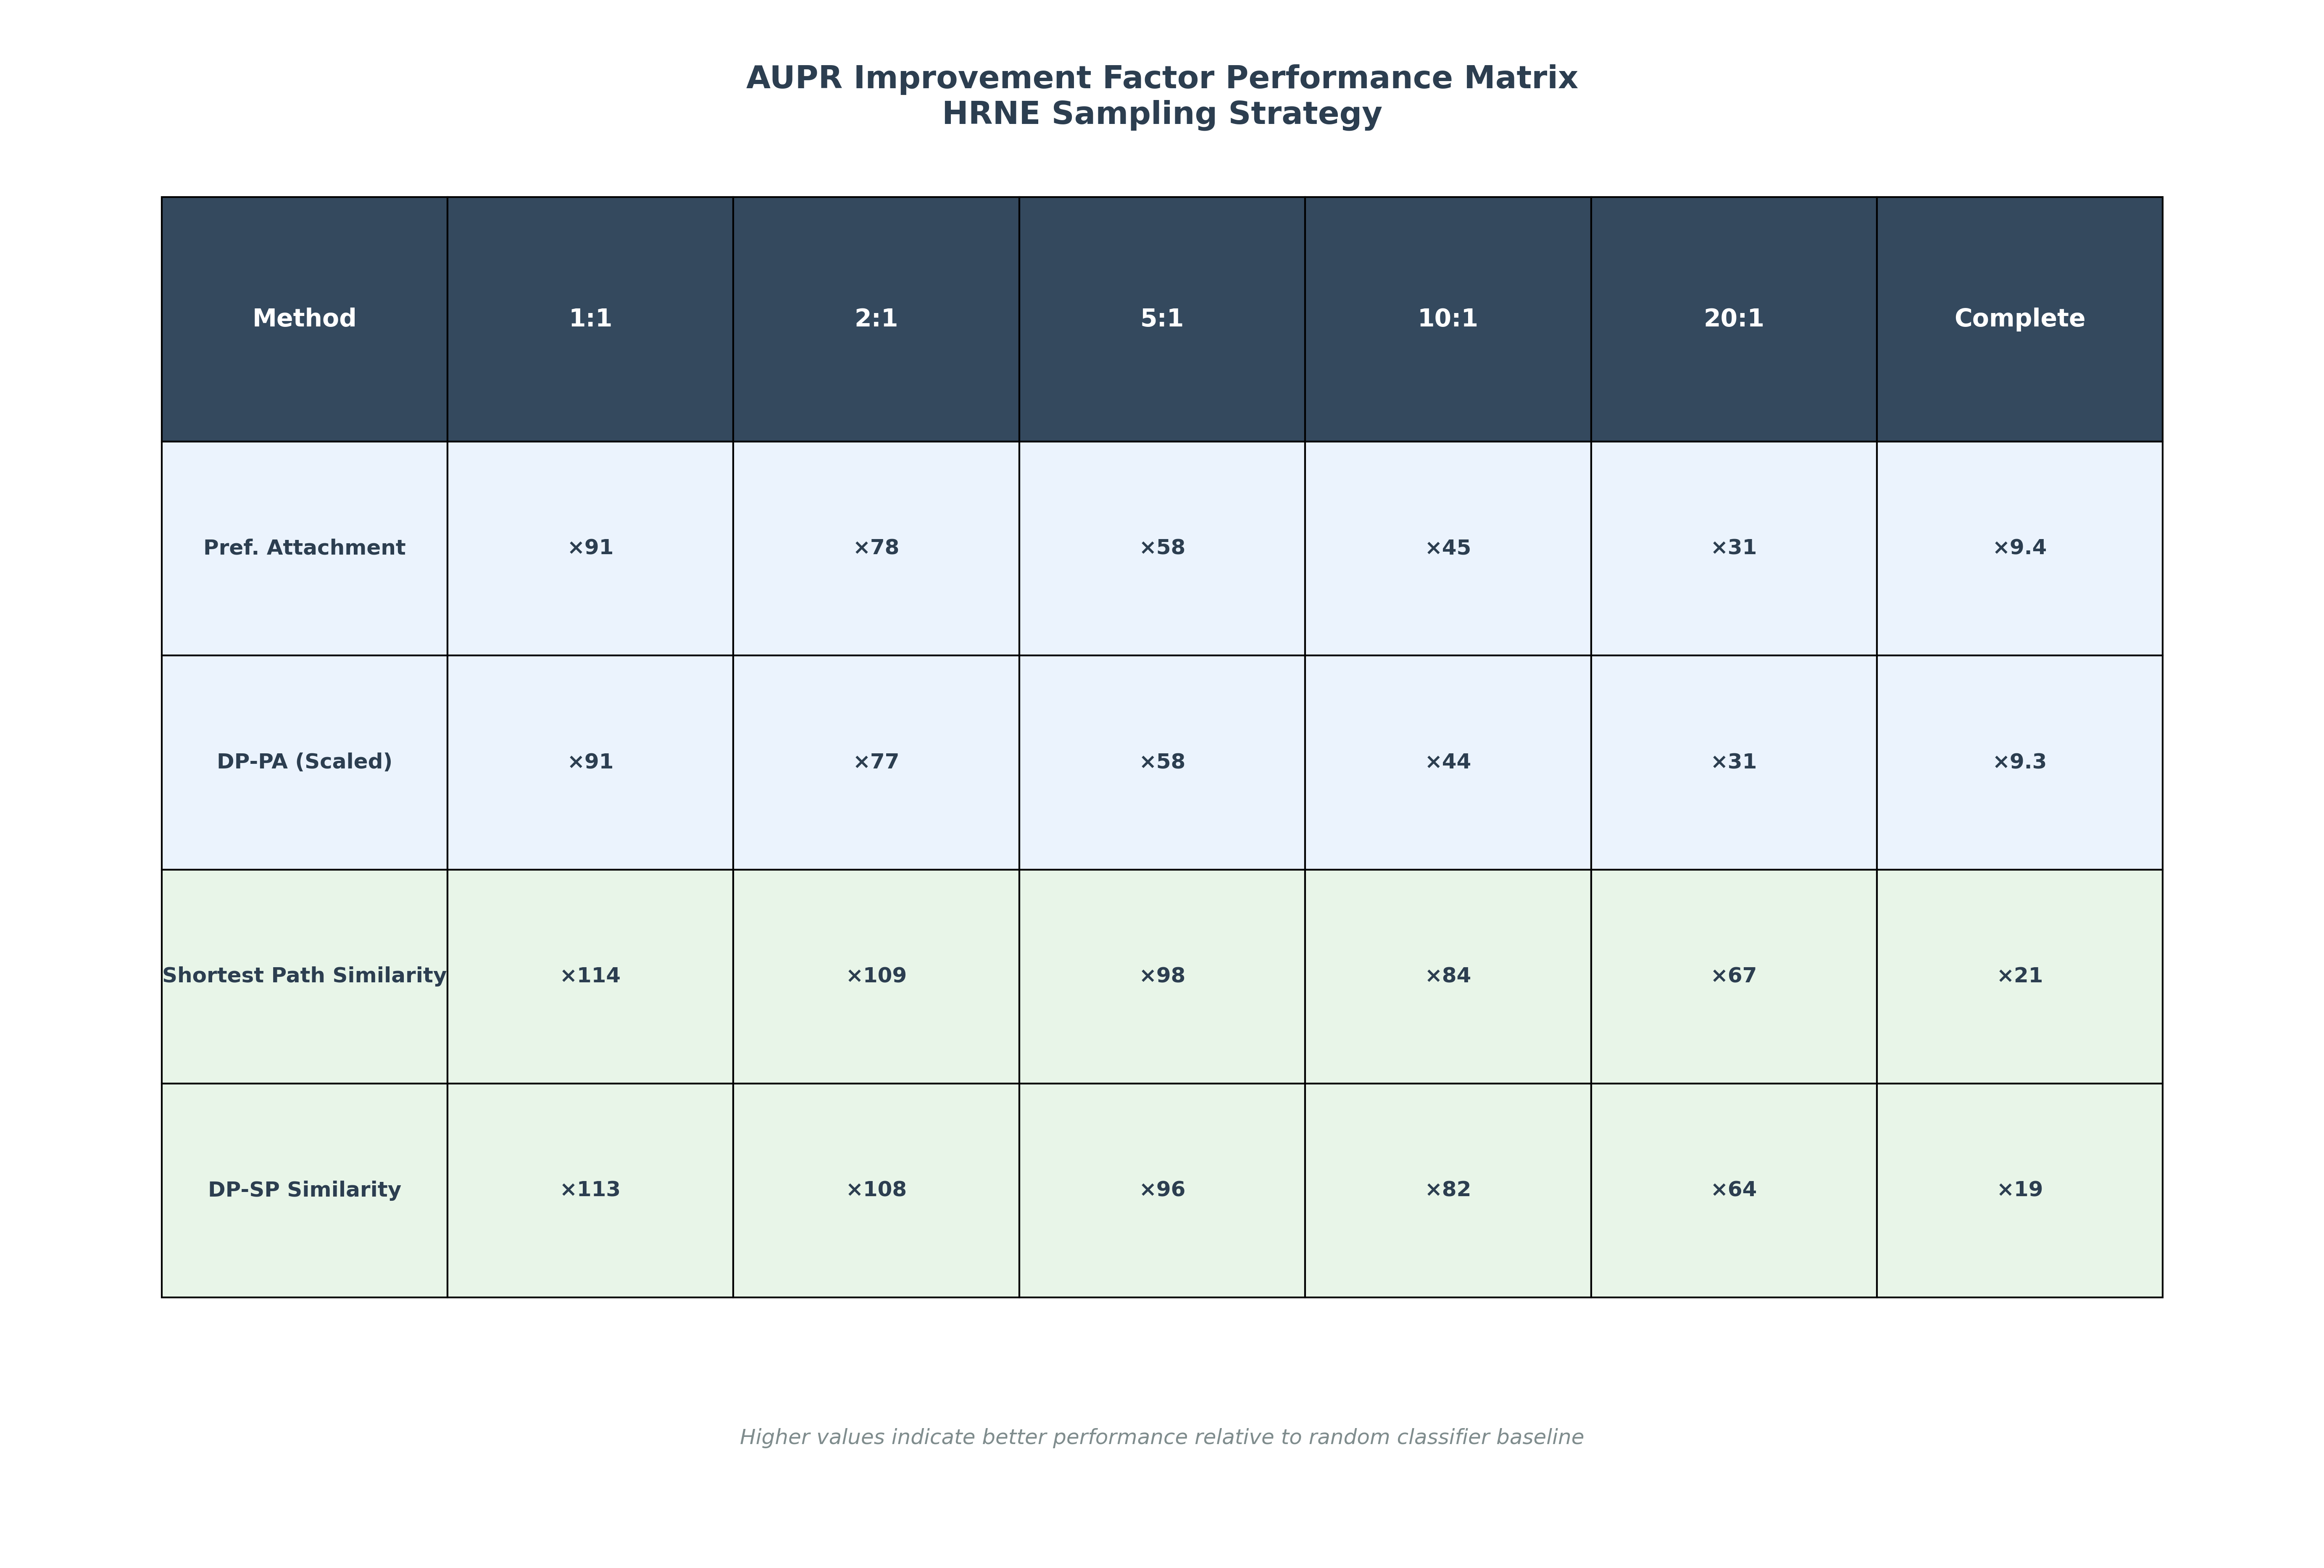 AUPR Improvement Factor Performance Matrix
HRNE Sampling Strategy
Method 1:1 2:1 5:1 10:1 20:1 Complete
Pref. Attachment ×91 ×78 ×58 ×45 ×31 ×9.4
DP-PA (Scaled) ×91 ×77 ×58 ×44 ×31 ×9.3
Shortest Path Similarity ×114 ×109 ×98 ×84 ×67 ×21
DP-SP Similarity ×113 ×108 ×96 ×82 ×64 ×19
Higher values indicate better performance relative to random classifier baseline